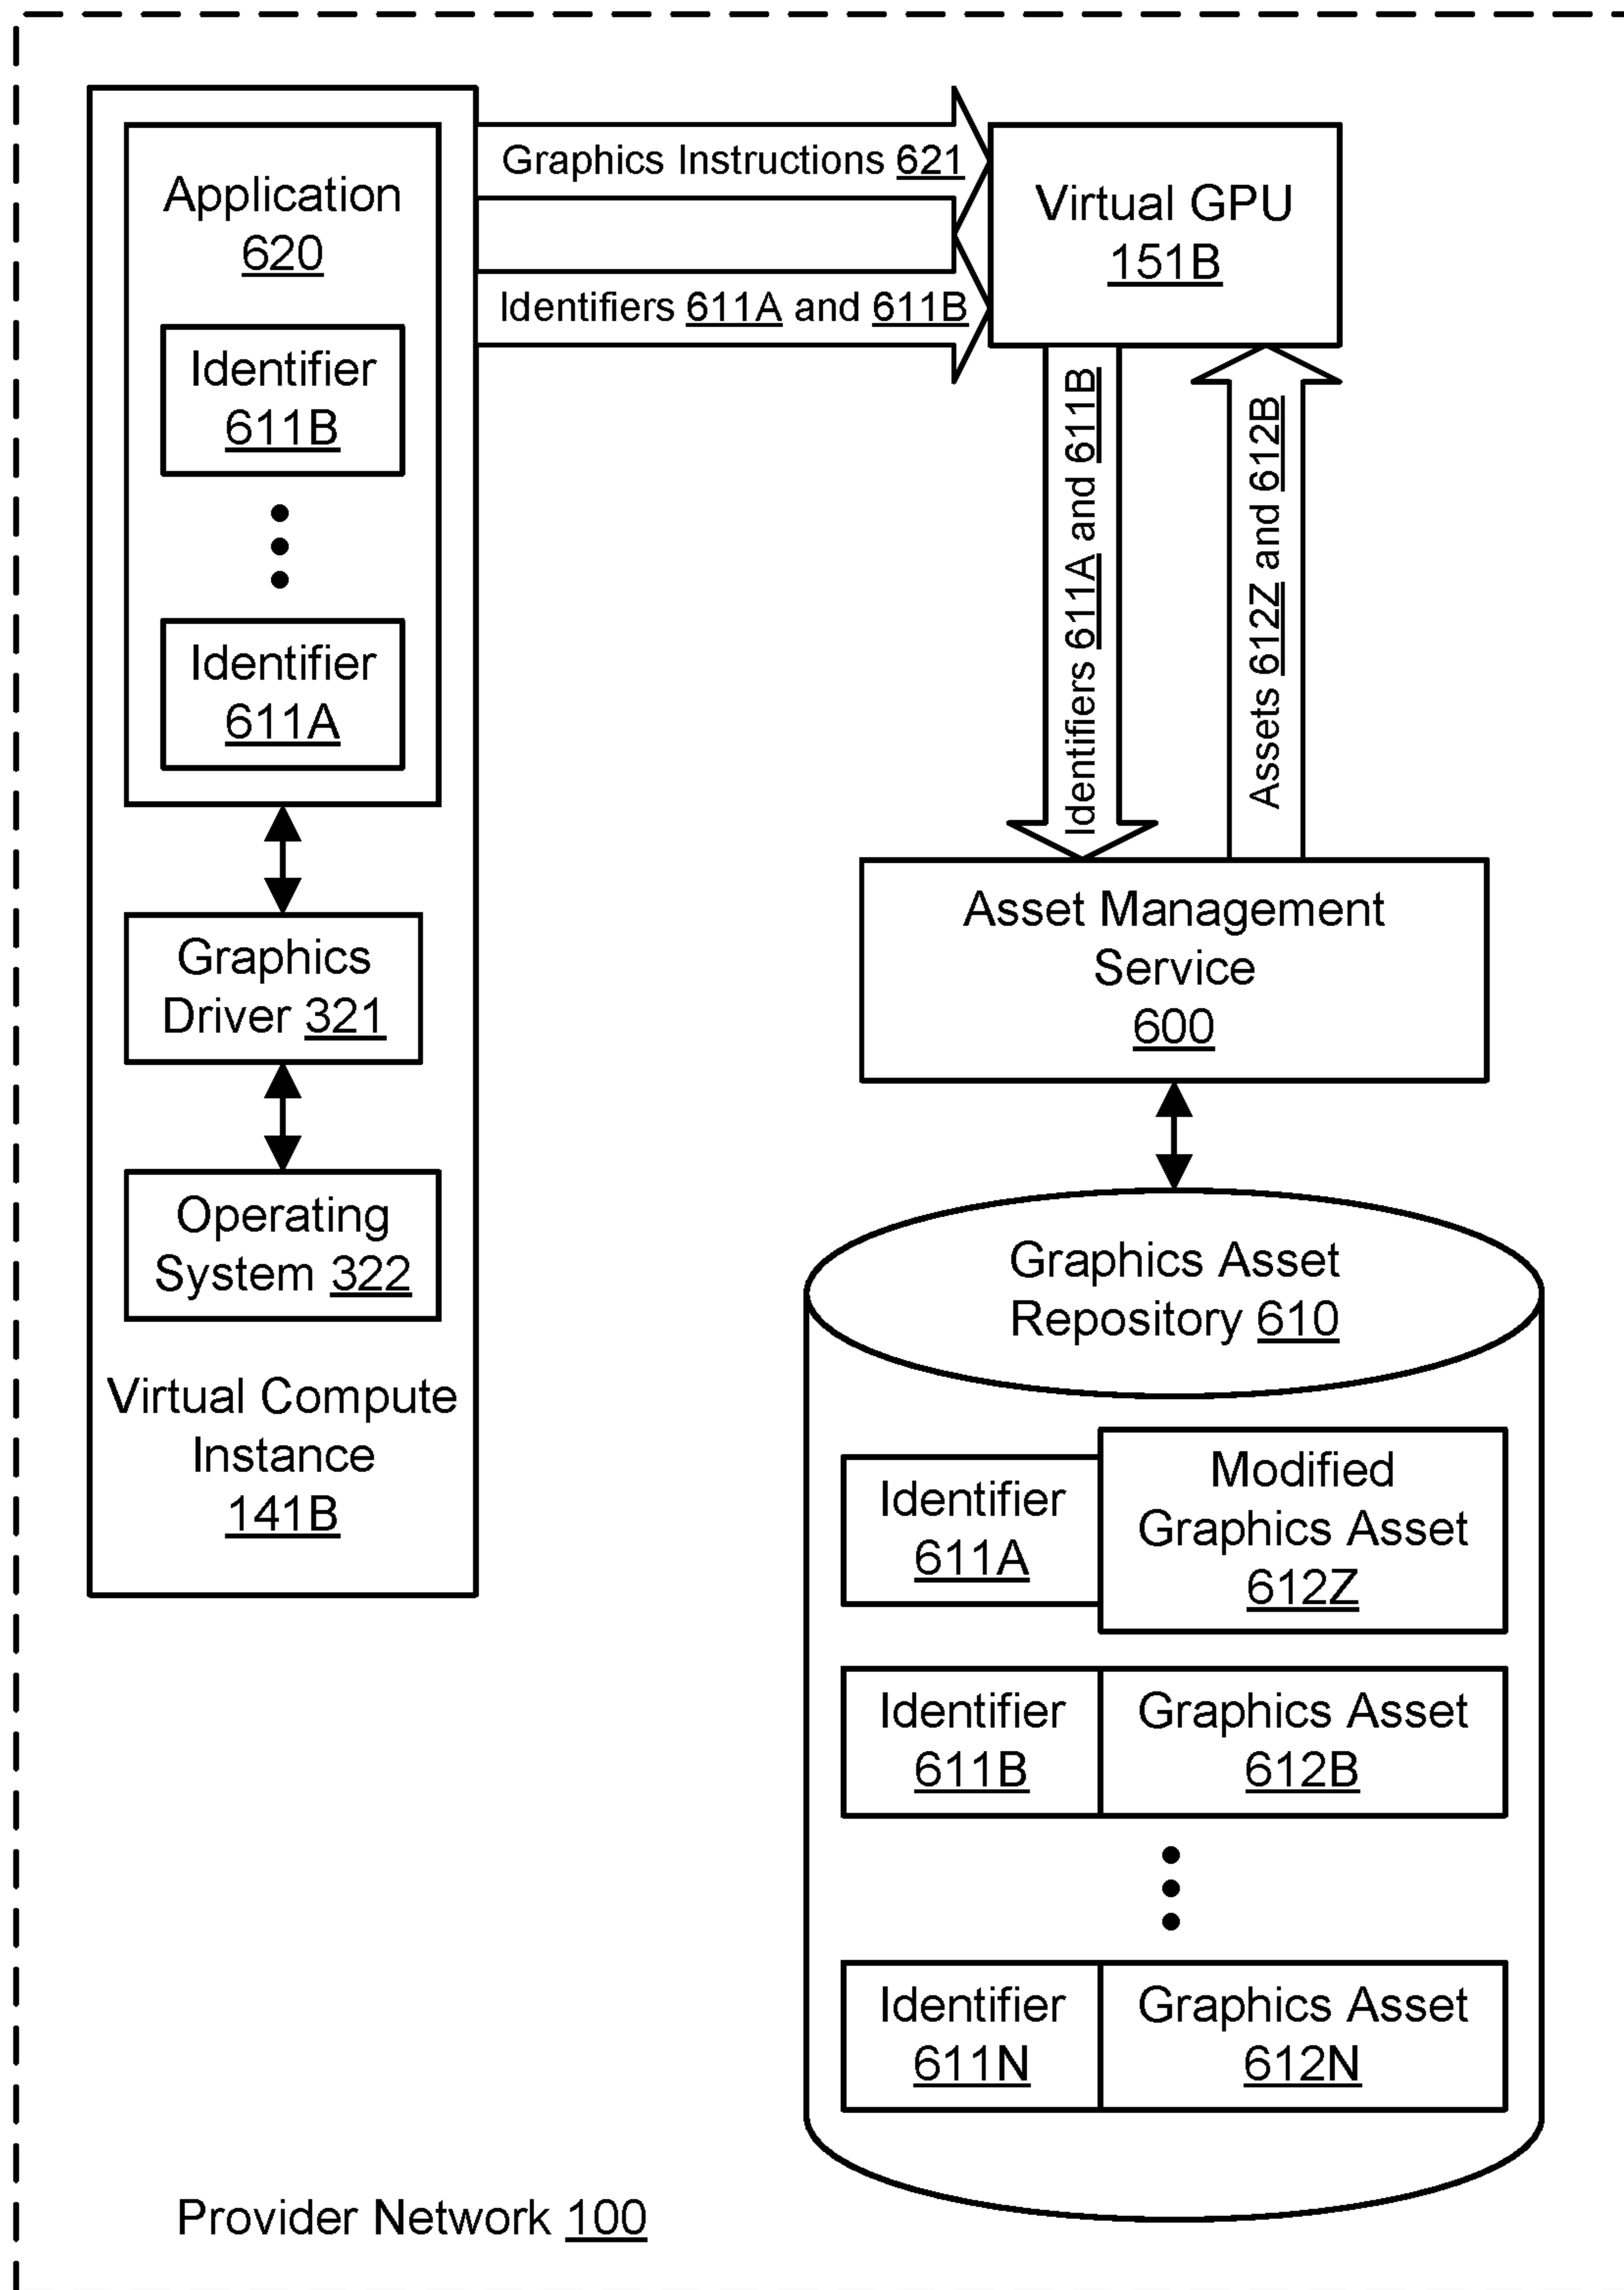 Application
620
Identifier
611B
Identifier
611A
Graphics
Driver 321
Operating
System 322
Virtual Compute
Instance
141B
Graphics Instructions 621
Identifiers 611A and 611B
Virtual GPU
151B
Identifiers 611A and 611B
Assets 612Z and 612B
Asset Management
Service
600
Graphics Asset
Repository 610
Identifier
611A
Modified
Graphics Asset
612Z
Identifier
611B
Graphics Asset
612B
Identifier
611N
Graphics Asset
612N
Provider Network 100